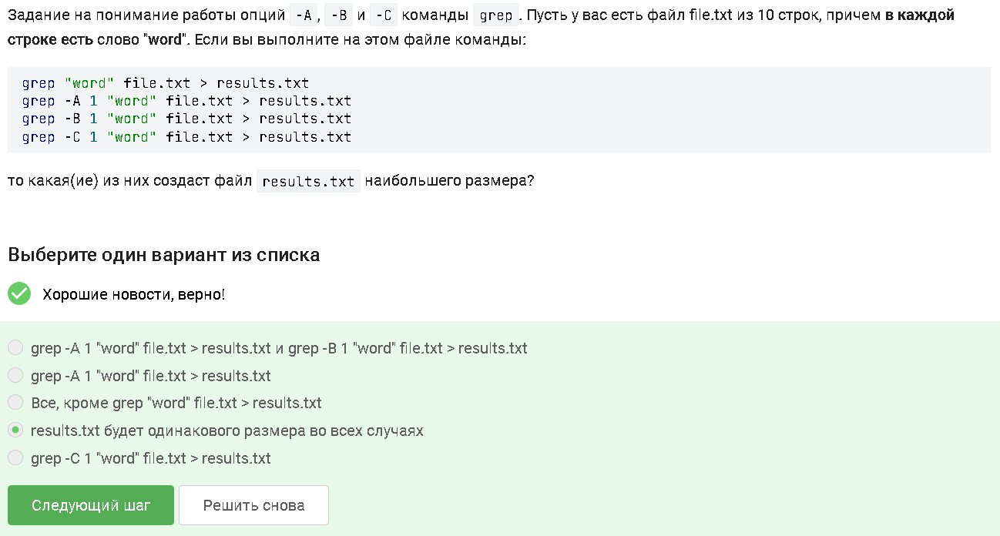 Задание на понимание работы опций -A, -B и -C команды grep. Пусть у вас есть файл file.txt из 10 строк, причем в каждой
строке есть слово "word". Если вы выполните на этом файле команды:
grep "word" file.txt > results.txt
grep -A 1 "word" file.txt > results.txt
grep -B 1 "word" file.txt > results.txt
grep -C 1 "word" file.txt > results.txt
то какая(ие) из них создаст файл results.txt наибольшего размера?
Выберите один вариант из списка
Хорошие новости, верно!
grep -A 1 "word" file.txt > results.txt и grep -B 1 "word" file.txt > results.txt
grep -A 1 "word" file.txt > results.txt
Все, кроме grep "word" file.txt > results.txt
results.txt будет одинакового размера во всех случаях
grep -C 1 "word" file.txt > results.txt
Следующий шаг
Решить снова